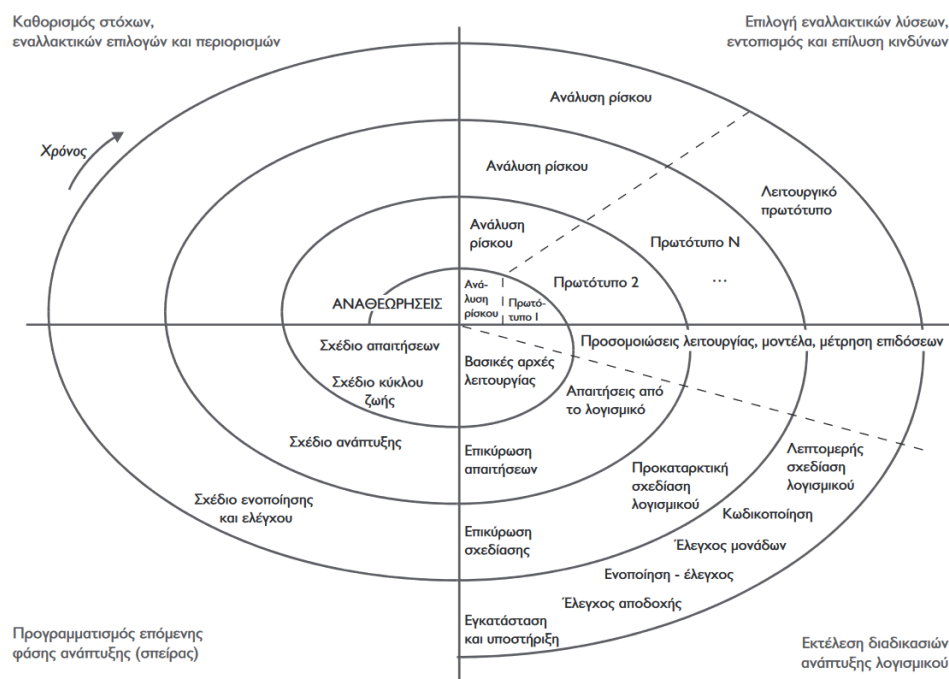 Καθορισμός στόχων,
εναλλακτικών επιλογών και περιορισμών
Επιλογή εναλλακτικών λύσεων,
εντοπισμός και επίλυση κινδύνων
Χρόνος
Ανάλυση ρίσκου
Ανάλυση ρίσκου
Ανάλυση
ρίσκου
Ανά-
λυση
ρίσκου
Πρωτό-
τυπο 1
Πρωτότυπο 2
Πρωτότυπο Ν
...
Λειτουργικό
πρωτότυπο
ΑΝΑΘΕΩΡΗΣΕΙΣ
Προσομοιώσεις λειτουργίας, μοντέλα, μέτρηση επιδόσεων
Σχέδιο απαιτήσεων
Σχέδιο κύκλου
ζωής
Βασικές αρχές
λειτουργίας
Απαιτήσεις από
το λογισμικό
Σχέδιο ανάπτυξης
Επικύρωση
απαιτήσεων
Προκαταρκτική
σχεδίαση
λογισμικού
Λεπτομερής
σχεδίαση
λογισμικού
Σχέδιο ενοποίησης
και ελέγχου
Επικύρωση
σχεδίασης
Κωδικοποίηση
Έλεγχος μονάδων
Ενοποίηση - έλεγχος
Έλεγχος αποδοχής
Εγκατάσταση
και υποστήριξη
Προγραμματισμός επόμενης
φάσης ανάπτυξης (σπείρας)
Εκτέλεση διαδικασιών
ανάπτυξης λογισμικού